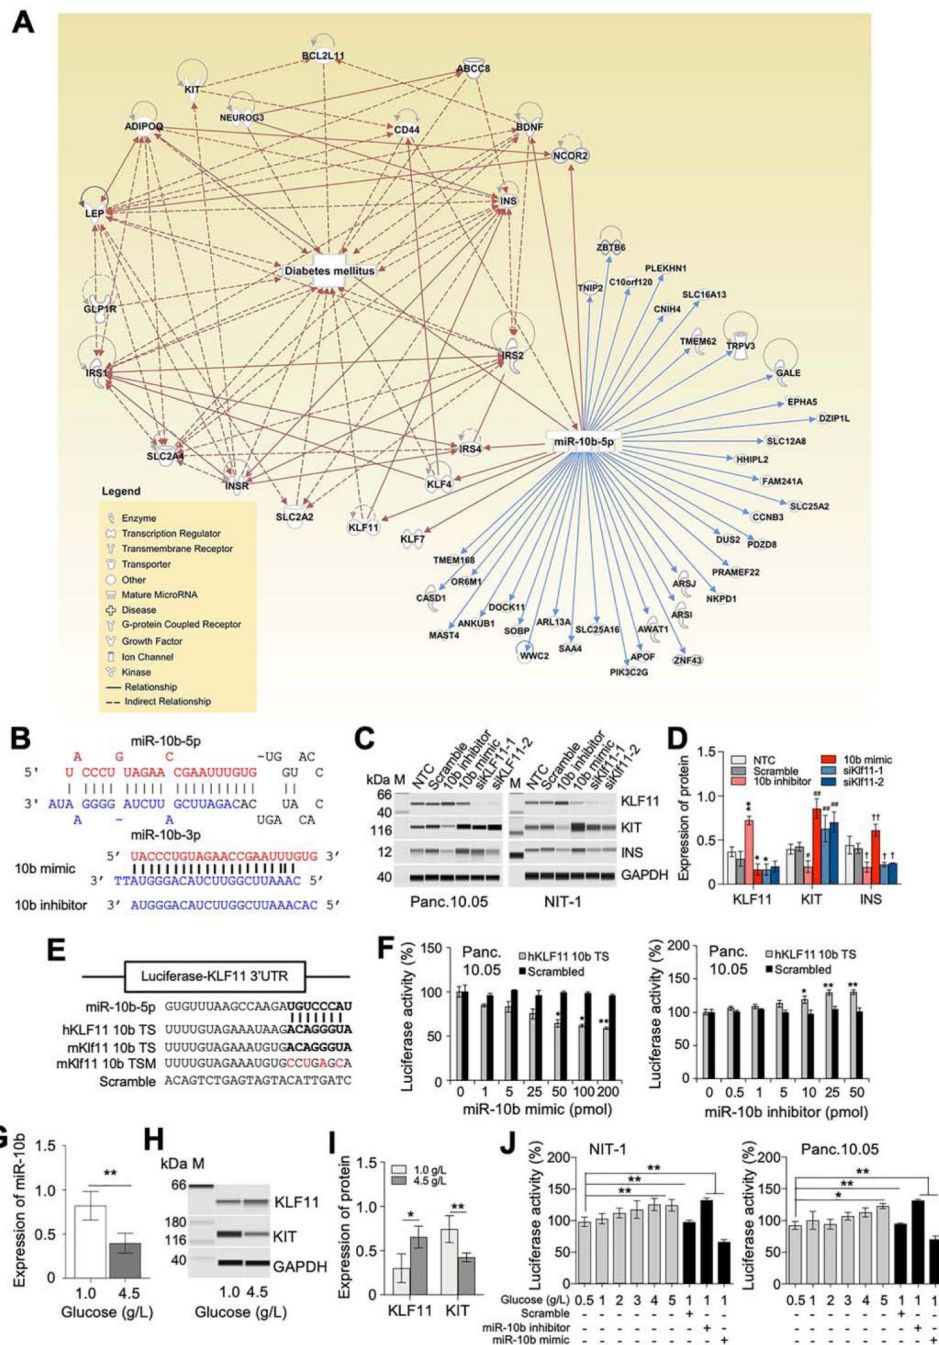 A
BCL2L11
ABCC8
KIT
NEUROG3
ADIPOQ
CD44
BDNF
NCOR2
LEP
INS
ZBTB6
PLEKHN1
C10orf120
TNIP2
SLC16A13
CNIH4
Diabetes mellitus
GLP1R
TMEM62
TRPV3
IRS2
IRS1
GALE
EPHA5
DZIP1L
miR-10b-5p
SLC12A8
SLC2A4
IRS4
HHIPL2
INSR
KLF4
FAM241A
SLC25A2
SLC2A2
KLF11
KLF7
CCNB3
DUS2
PDZD8
TMEM168
PRAMEF22
OR6M1
ARSJ
NKPD1
CASD1
DOCK11
ARSI
ANKUB1
ARL13A
MAST4
SOBP
SLC25A16
AWAT1
WWC2
SAA4
APOF
ZNF43
PIK3C2G
Legend
Enzyme
Transcription Regulator
Transmembrane Receptor
Transporter
Other
Mature MicroRNA
Disease
G-protein Coupled Receptor
Growth Factor
Ion Channel
Kinase
Relationship
Indirect Relationship
B
miR-10b-5p
A G C -UG AC
5' U CCCU UAGAA CGAAUUUGUG GU C
3' AUA GGGG AUCUU GCUUAGACAC UA C
A - A UGA CA
miR-10b-3p
5' UACCCUGUAGAACCGAAUUUGUG 3'
10b mimic
3' TTAUGGGACAUCUUGGCUUAAAC 5'
10b inhibitor 3' AUGGGACAUCUUGGCUUAAACAC 5'
C
NTC
Scramble
10b inhibitor
10b mimic
siKLF11-1
siKLF11-2
NTC
Scramble
10b inhibitor
10b mimic
siKlf11-1
siKlf11-2
kDa M
M
66
40
KLF11
116
KIT
12
INS
40
GAPDH
Panc.10.05
NIT-1
D
NTC
Scramble
10b inhibitor
10b mimic
siKlf11-1
siKlf11-2
Expression of protein
1.5
1.0
0.5
0
** * * # ## ## ## † †† † †
KLF11 KIT INS
E
Luciferase-KLF11 3'UTR
miR-10b-5p GUGUUUAAGCCAAGAUGUCCCAU
hKLF11 10b TS UUUUGUAGAAAUAAGACAGGGUA
mKlf11 10b TS UUUUGUAGAAAUGUGACAGGGUA
mKlf11 10b TSM UUUUGUAGAAAUGUGCCUGAGCA
Scramble ACAGTCTGAGTAGTACATTGATC
F
Luciferase activity (%)
150
100
50
0
Panc.
10.05
hKLF11 10b TS
Scrambled
* * **
0 1 5 25 50 100 200
miR-10b mimic (pmol)
Luciferase activity (%)
200
150
100
50
0
Panc.
10.05
hKLF11 10b TS
Scrambled
* ** **
0 0.5 1 5 10 25 50
miR-10b inhibitor (pmol)
G
Expression of miR-10b
1.5
1.0
0.5
0
**
1.0 4.5
Glucose (g/L)
H
kDa M
66
KLF11
180
116
KIT
40
GAPDH
1.0 4.5
Glucose (g/L)
I
Expression of protein
1.5
1.0
0.5
0
1.0 g/L
4.5 g/L
* **
KLF11 KIT
J
NIT-1
Luciferase activity (%)
200
150
100
50
0
**
**
**
Glucose (g/L) 0.5 1 2 3 4 5 1 1 1
Scramble - - - - - - + - -
miR-10b inhibitor - - - - - - - + -
miR-10b mimic - - - - - - - - +
Panc.10.05
Luciferase activity (%)
200
150
100
50
0
**
**
*
0.5 1 2 3 4 5 1 1 1
- - - - - - + - -
- - - - - - - + -
- - - - - - - - +